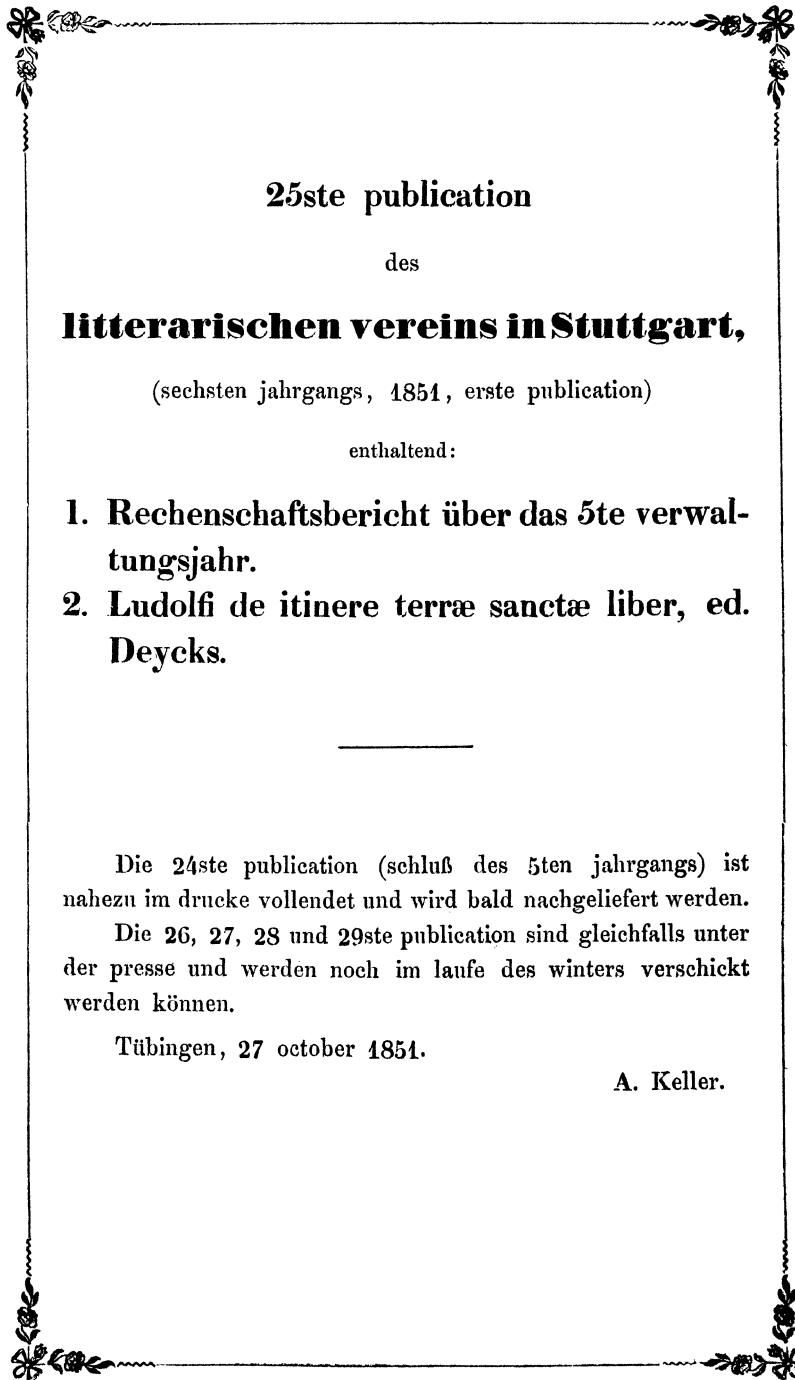 25ste publication
des
litterarischen vereins in Stuttgart,
(sechsten jahrgangs, 1851, erste publication)
enthaltend:
1. Rechenschaftsbericht über das 5te verwal-
tungsjahr.
2. Ludolfi de itinere terræ sanctæ liber, ed.
Deycks.
Die 24ste publication (schluß des 5ten jahrgangs) ist
nahezu im drucke vollendet und wird bald nachgeliefert werden.
Die 26, 27, 28 und 29ste publication sind gleichfalls unter
der presse und werden noch im laufe des winters verschickt
werden können.
Tübingen, 27 october 1851.
A. Keller.